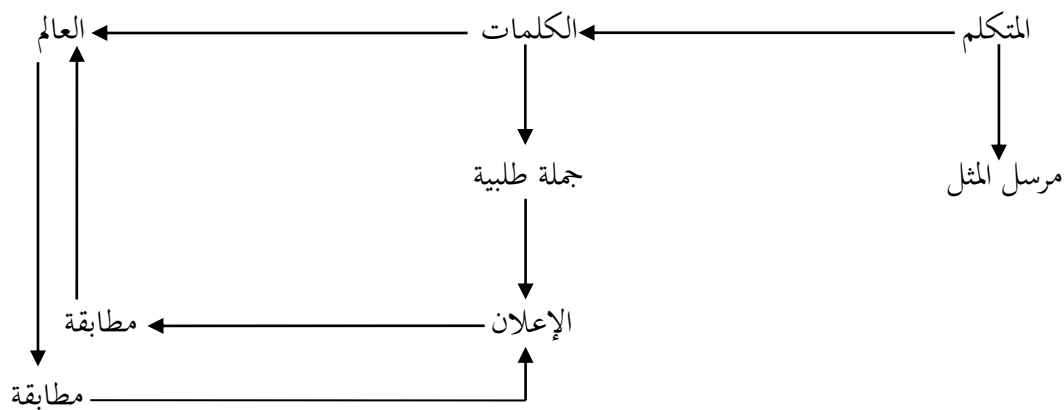 المتكلم الكلمات العالم
مرسل المثل جملة طلبية
الإعلان مطابقة
مطابقة